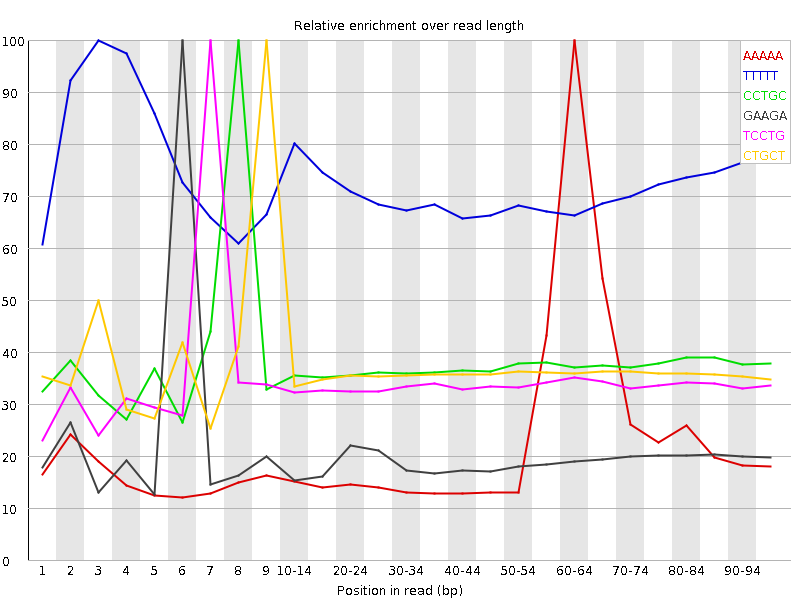 Relative enrichment over read length
100
90
80
70
60
50
40
30
20
10
0
AAAAA
TTTTT
CCTGC
GAAGA
TCCTG
CTGCT
1 2 3 4 5 6 7 8 9 10-14 20-24 30-34 40-44 50-54 60-64 70-74 80-84 90-94
Position in read (bp)